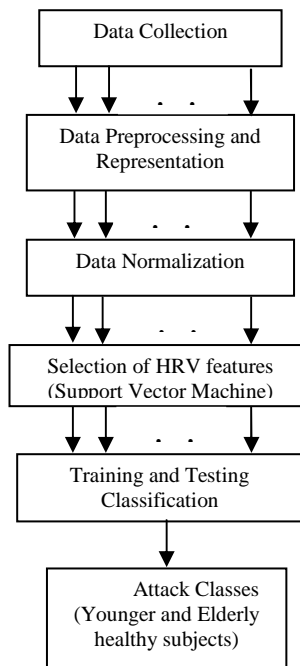 Data Collection
Data Preprocessing and
Representation
Data Normalization
Selection of HRV features
(Support Vector Machine)
Training and Testing
Classification
Attack Classes
(Younger and Elderly
healthy subjects)